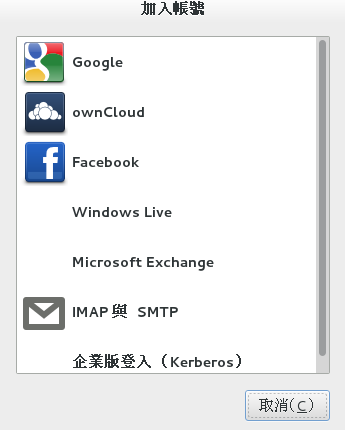 加入帳號
Google
ownCloud
Facebook
Windows Live
Microsoft Exchange
IMAP 與 SMTP
企業版登入（Kerberos）
取消(C)